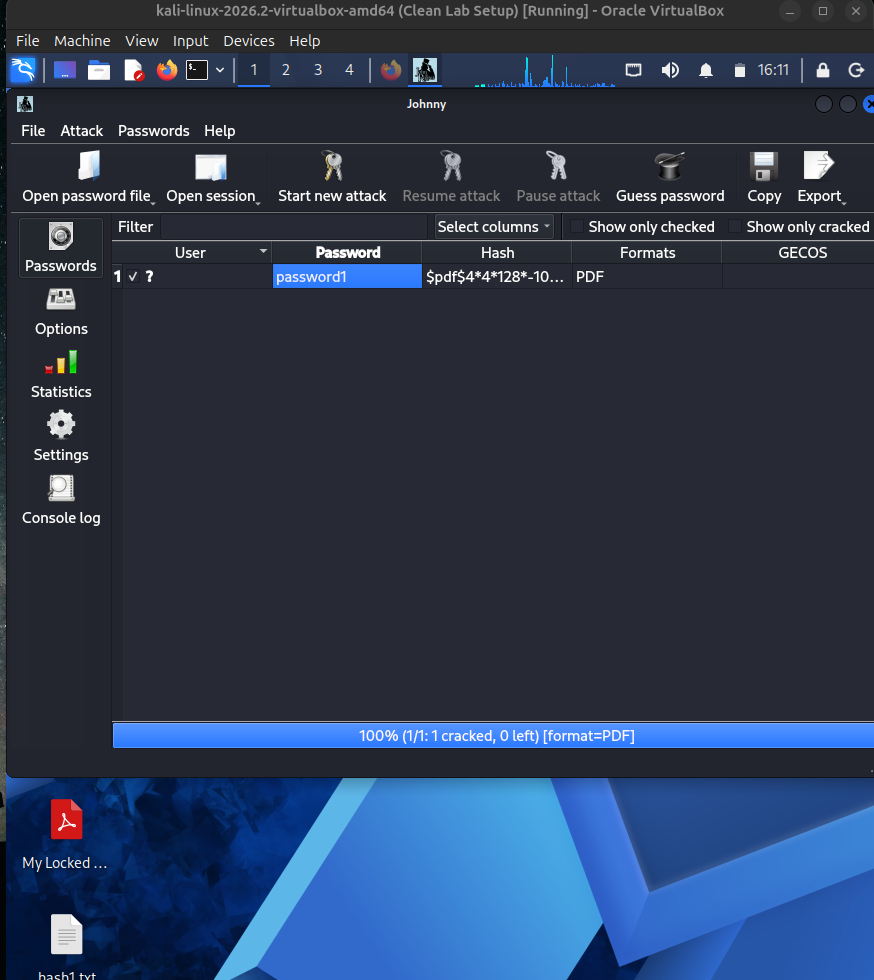 kali-linux-2026.2-virtualbox-amd64 (Clean Lab Setup) [Running] - Oracle VirtualBox
File Machine View Input Devices Help
1 2 3 4 16:11
Johnny
File Attack Passwords Help
Open password file Open session Start new attack Resume attack Pause attack Guess password Copy Export
Filter Select columns Show only checked Show only cracked
Passwords
Options
Statistics
Settings
Console log
User Password Hash Formats GECOS
1 ✓ ? password1 $pdf$4*4*128*-10... PDF
100% (1/1: 1 cracked, 0 left) [format=PDF]
My Locked ...
hash1.txt